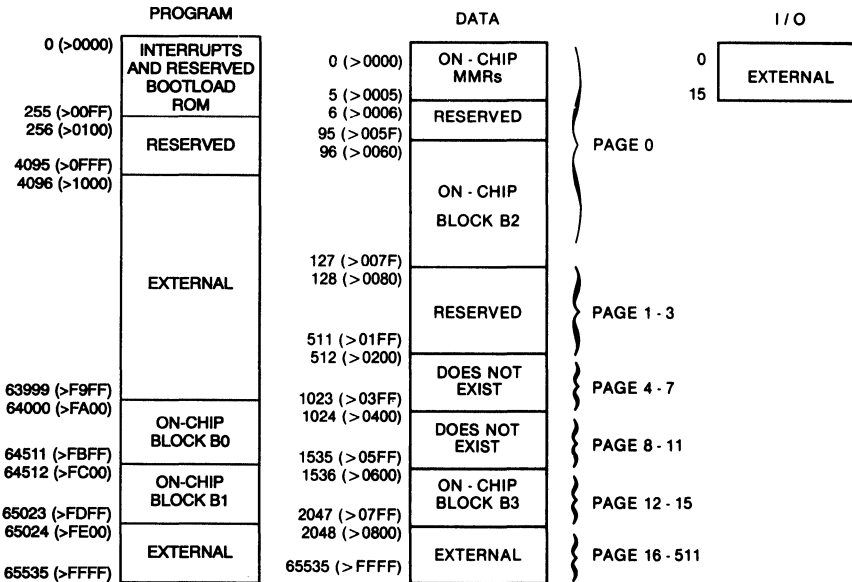 PROGRAM
0 (>0000)
INTERRUPTS
AND RESERVED
BOOTLOAD
ROM
255 (>00FF)
256 (>0100)
RESERVED
4095 (>0FFF)
4096 (>1000)
EXTERNAL
63999 (>F9FF)
64000 (>FA00)
ON-CHIP
BLOCK B0
64511 (>FBFF)
64512 (>FC00)
ON-CHIP
BLOCK B1
65023 (>FDFF)
65024 (>FE00)
EXTERNAL
65535 (>FFFF)
DATA
0 (>0000)
ON - CHIP
MMRs
5 (>0005)
6 (>0006)
RESERVED
95 (>005F)
96 (>0060)
ON - CHIP
BLOCK B2
127 (>007F)
PAGE 0
128 (>0080)
RESERVED
511 (>01FF)
PAGE 1 - 3
512 (>0200)
DOES NOT
EXIST
1023 (>03FF)
PAGE 4 - 7
1024 (>0400)
DOES NOT
EXIST
1535 (>05FF)
PAGE 8 - 11
1536 (>0600)
ON - CHIP
BLOCK B3
2047 (>07FF)
PAGE 12 - 15
2048 (>0800)
EXTERNAL
65535 (>FFFF)
PAGE 16 - 511
I / O
0
EXTERNAL
15